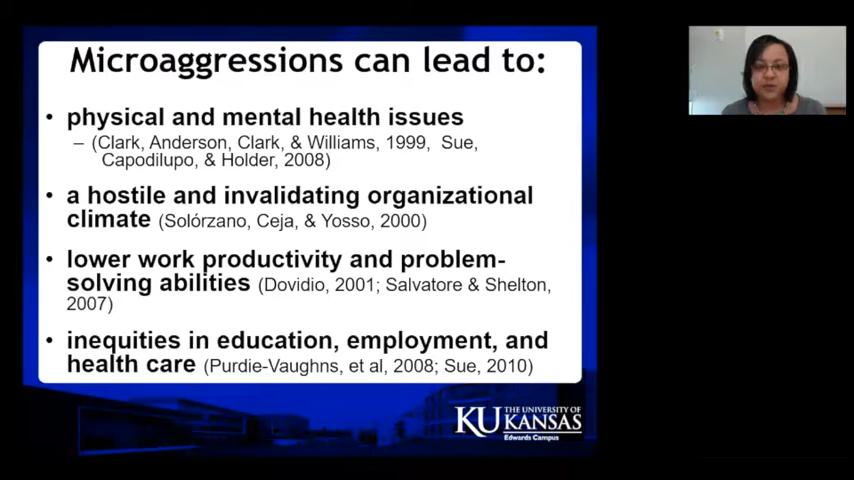 Microaggressions can lead to:
• physical and mental health issues
– (Clark, Anderson, Clark, & Williams, 1999, Sue,
Capodilupo, & Holder, 2008)
• a hostile and invalidating organizational
climate (Solórzano, Ceja, & Yosso, 2000)
• lower work productivity and problem-
solving abilities (Dovidio, 2001; Salvatore & Shelton,
2007)
• inequities in education, employment, and
health care (Purdie-Vaughns, et al, 2008; Sue, 2010)
KU THE UNIVERSITY OF
KANSAS
Edwards Campus